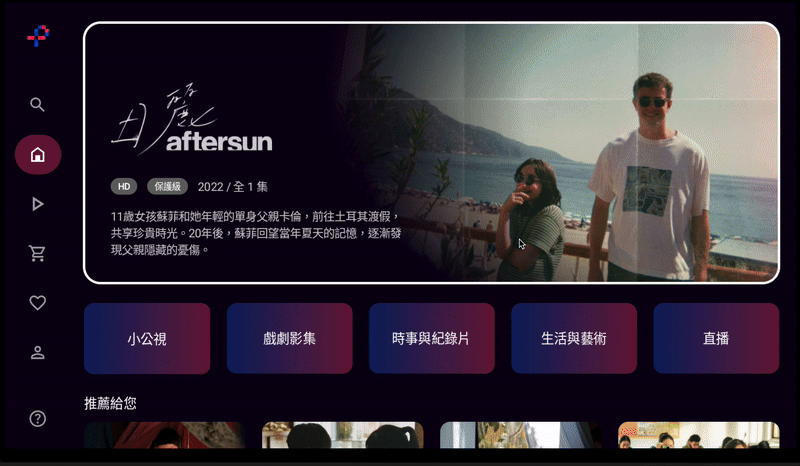 日麗
aftersun
HD 保護級 2022 / 全 1 集
11歲女孩蘇菲和她年輕的單身父親卡倫，前往土耳其渡假，
共享珍貴時光。20年後，蘇菲回望當年夏天的記憶，逐漸發
現父親隱藏的憂傷。
小公視 戲劇影集 時事與紀錄片 生活與藝術 直播
推薦給您